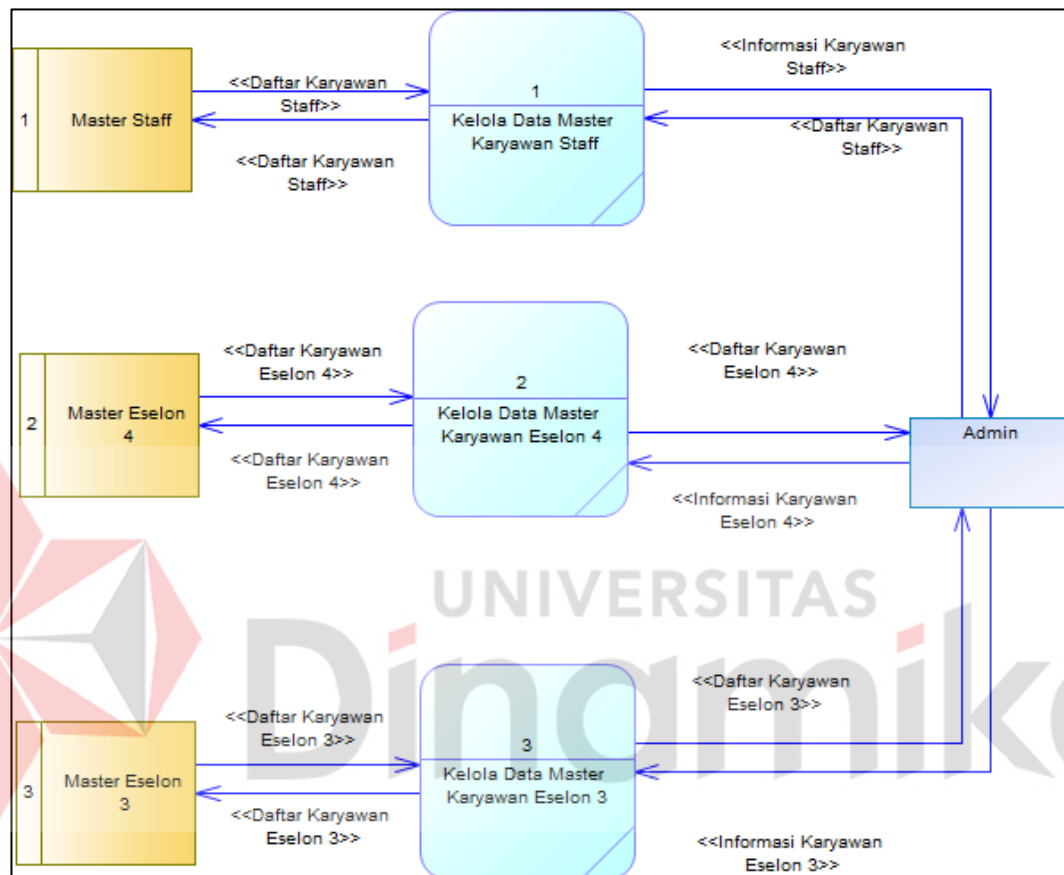 <<Informasi Karyawan
Staff>>
<<Daftar Karyawan
Staff>>
1
Master Staff
1
Kelola Data Master
Karyawan Staff
<<Daftar Karyawan
Staff>>
<<Daftar Karyawan
Staff>>
<<Daftar Karyawan
Eselon 4>>
<<Daftar Karyawan
Eselon 4>>
2
Master Eselon
4
2
Kelola Data Master
Karyawan Eselon 4
Admin
<<Daftar Karyawan
Eselon 4>>
<<Informasi Karyawan
Eselon 4>>
UNIVERSITAS
Dinamika
<<Daftar Karyawan
Eselon 3>>
<<Daftar Karyawan
Eselon 3>>
3
Master Eselon
3
3
Kelola Data Master
Karyawan Eselon 3
<<Daftar Karyawan
Eselon 3>>
<<Informasi Karyawan
Eselon 3>>